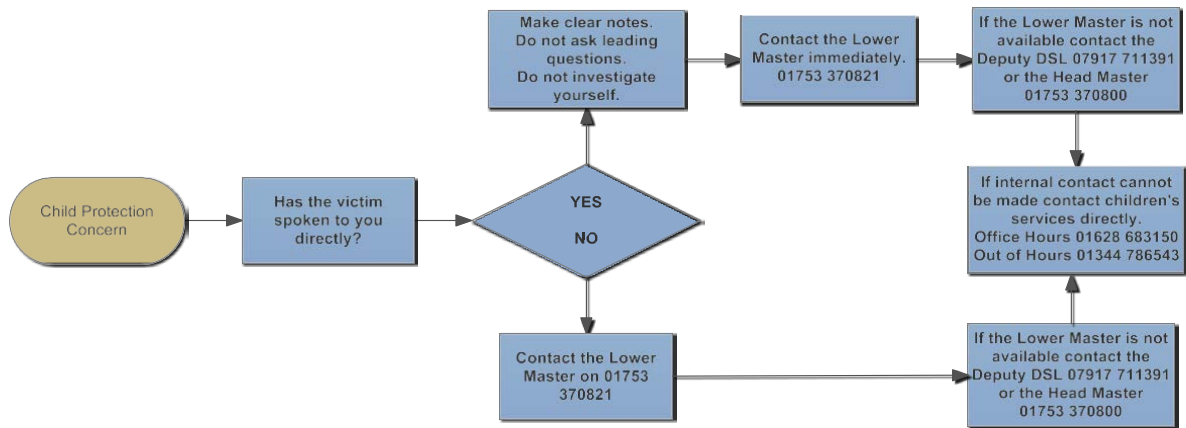 Child Protection
Concern
Has the victim
spoken to you
directly?
YES
NO
Make clear notes.
Do not ask leading
questions.
Do not investigate
yourself.
Contact the Lower
Master immediately.
01753 370821
If the Lower Master is not
available contact the
Deputy DSL 07917 711391
or the Head Master
01753 370800
If internal contact cannot
be made contact children's
services directly.
Office Hours 01628 683150
Out of Hours 01344 786543
Contact the Lower
Master on 01753
370821
If the Lower Master is not
available contact the
Deputy DSL 07917 711391
or the Head Master
01753 370800